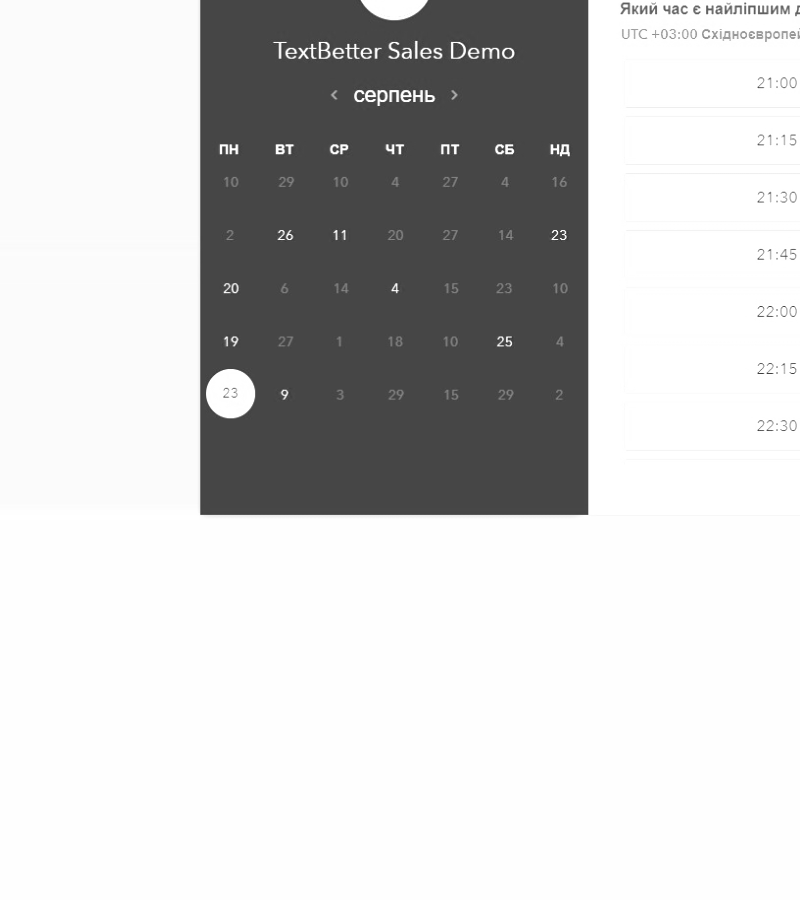 Який час є найліпшим
UTC +03:00 Східноєвропей
TextBetter Sales Demo
‹ серпень ›
ПН ВТ СР ЧТ ПТ СБ НД
10 29 10 4 27 4 16
2 26 11 20 27 14 23
20 6 14 4 15 23 10
19 27 1 18 10 25 4
23 9 3 29 15 29 2
21:00
21:15
21:30
21:45
22:00
22:15
22:30